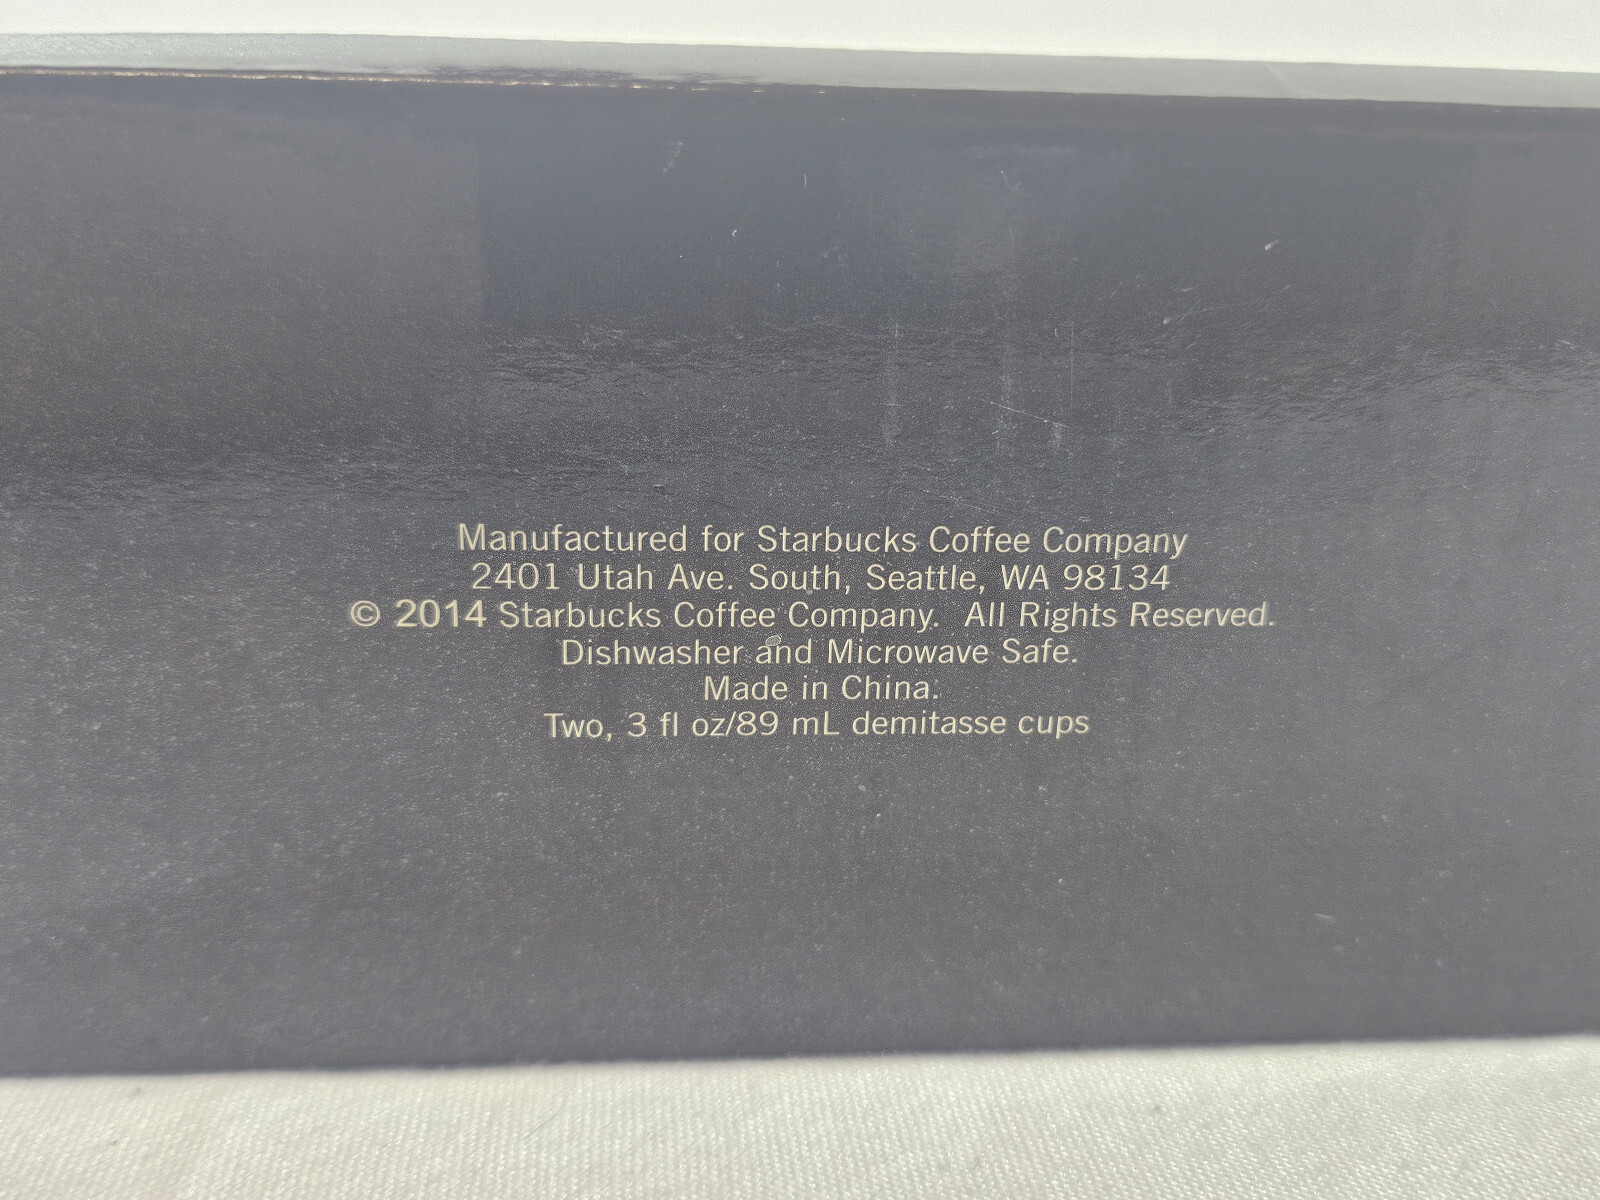 Manufactured for Starbucks Coffee Company
2401 Utah Ave. South, Seattle, WA 98134
© 2014 Starbucks Coffee Company. All Rights Reserved.
Dishwasher and Microwave Safe.
Made in China.
Two, 3 fl oz/89 mL demitasse cups